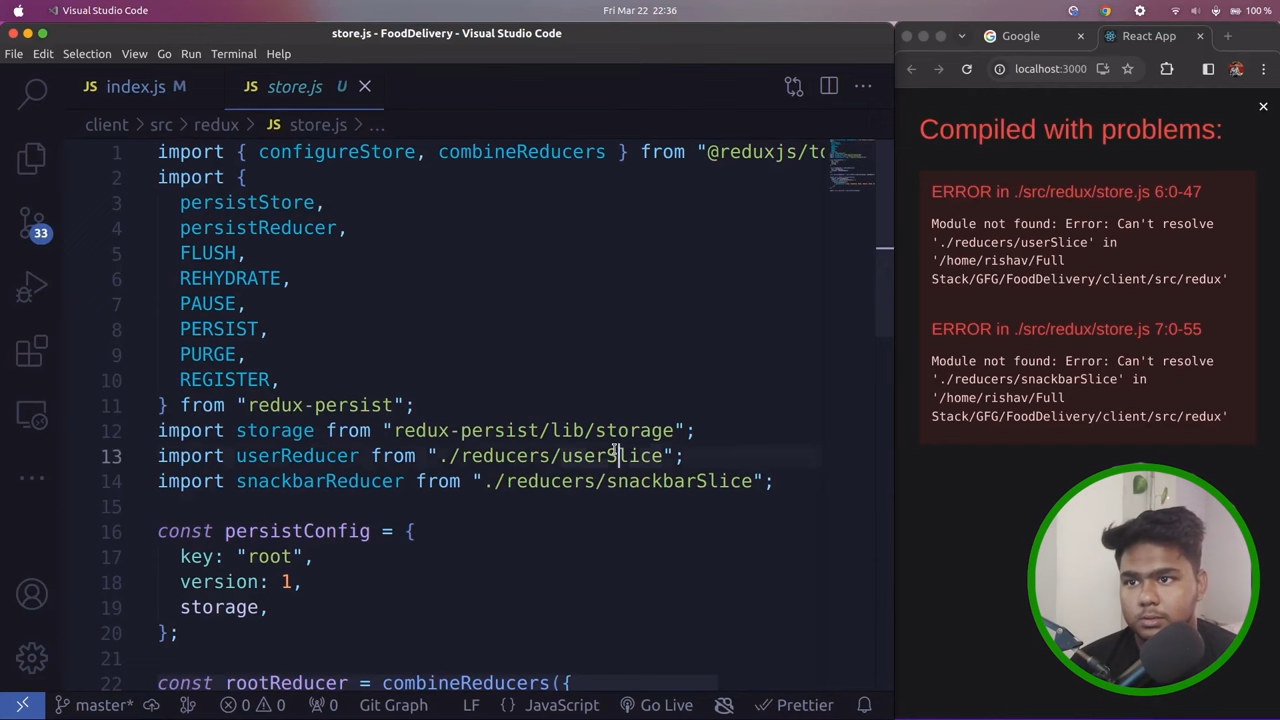 Visual Studio Code
Fri Mar 22 22:36
100 %
store.js - FoodDelivery - Visual Studio Code
File Edit Selection View Go Run Terminal Help
JS index.js M
JS store.js U
client > src > redux > JS store.js > ...
1 import { configureStore, combineReducers } from "@reduxjs/to
2 import {
3 persistStore,
4 persistReducer,
5 FLUSH,
6 REHYDRATE,
7 PAUSE,
8 PERSIST,
9 PURGE,
10 REGISTER,
11 } from "redux-persist";
12 import storage from "redux-persist/lib/storage";
13 import userReducer from "./reducers/userSlice";
14 import snackbarReducer from "./reducers/snackbarSlice";
15
16 const persistConfig = {
17 key: "root",
18 version: 1,
19 storage,
20 };
21
22 const rootReducer = combineReducers({
33
master* 0 0 0 Git Graph LF {} JavaScript Go Live Prettier
Google
React App
localhost:3000
Compiled with problems:
ERROR in ./src/redux/store.js 6:0-47
Module not found: Error: Can't resolve
'./reducers/userSlice' in
'/home/rishav/Full
Stack/GFG/FoodDelivery/client/src/redux'
ERROR in ./src/redux/store.js 7:0-55
Module not found: Error: Can't resolve
'./reducers/snackbarSlice' in
'/home/rishav/Full
Stack/GFG/FoodDelivery/client/src/redux'